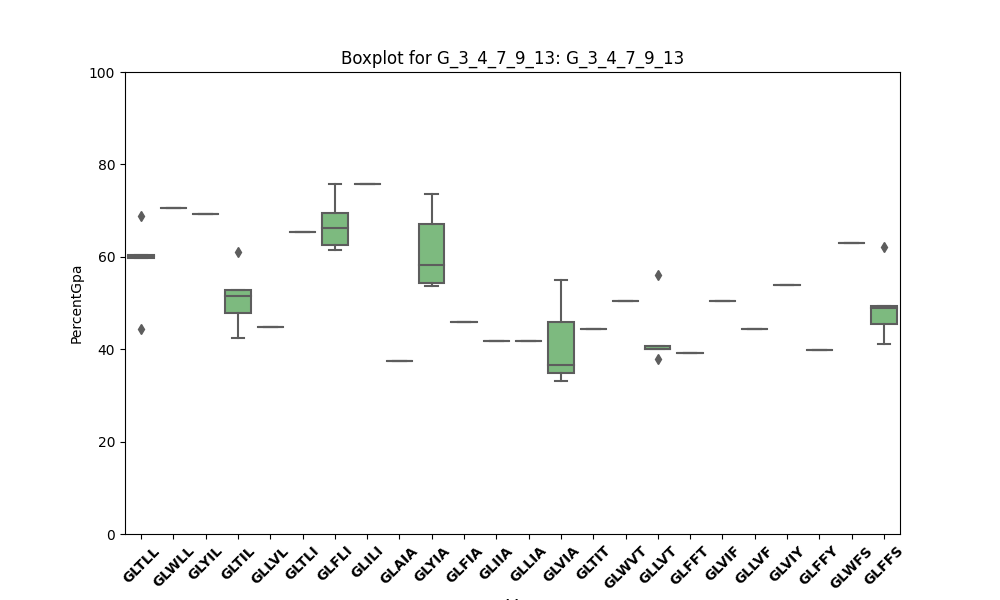 Boxplot for G_3_4_7_9_13: G_3_4_7_9_13
PercentGpa
100
80
60
40
20
0
GLTLL GLWLL GLYIL GLTIL GLLVL GLTLI GLFLI GLILI GLAIA GLYIA GLFIA GLIIA GLLIA GLVIA GLTIT GLWVT GLLVT GLFFT GLVIF GLLVF GLVIY GLFFY GLWFS GLFFS